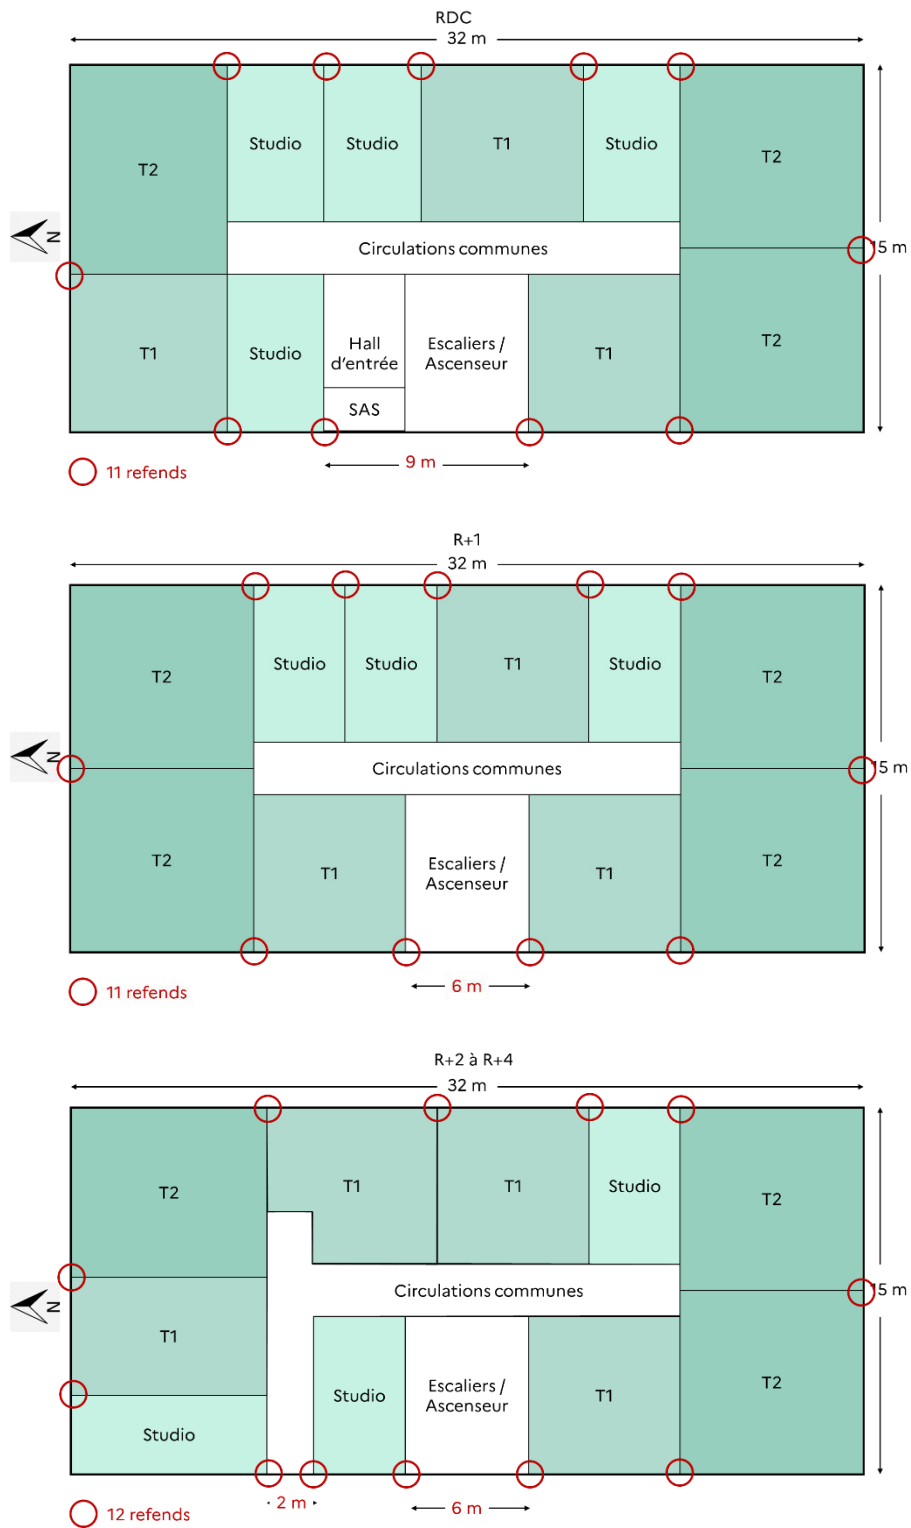 RDC
32 m
T2
Studio
Studio
T1
Studio
T2
N
Circulations communes
15 m
T1
Studio
Hall
d'entrée
SAS
Escaliers /
Ascenseur
T1
T2
9 m
11 refends
R+1
32 m
T2
Studio
Studio
T1
Studio
T2
N
Circulations communes
15 m
T2
T1
Escaliers /
Ascenseur
T1
T2
6 m
11 refends
R+2 à R+4
32 m
T2
T1
T1
Studio
T2
N
Circulations communes
15 m
T1
Studio
Studio
Escaliers /
Ascenseur
T1
T2
2 m
6 m
12 refends